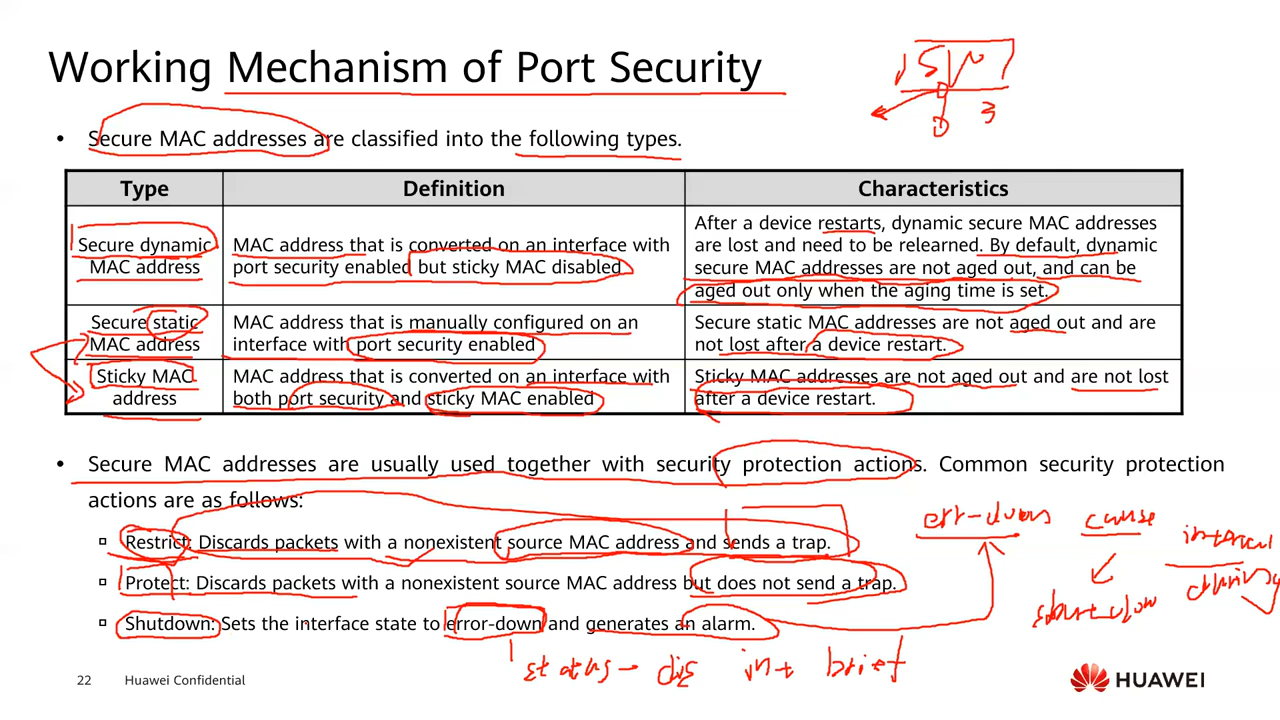 Working Mechanism of Port Security
• Secure MAC addresses are classified into the following types.
Type Definition Characteristics
Secure dynamic
MAC address
MAC address that is converted on an interface with
port security enabled but sticky MAC disabled
After a device restarts, dynamic secure MAC addresses
are lost and need to be relearned. By default, dynamic
secure MAC addresses are not aged out, and can be
aged out only when the aging time is set.
Secure static
MAC address
MAC address that is manually configured on an
interface with port security enabled
Secure static MAC addresses are not aged out and are
not lost after a device restart.
Sticky MAC
address
MAC address that is converted on an interface with
both port security and sticky MAC enabled
Sticky MAC addresses are not aged out and are not lost
after a device restart.
• Secure MAC addresses are usually used together with security protection actions. Common security protection
actions are as follows:
▫ Restrict: Discards packets with a nonexistent source MAC address and sends a trap.
▫ Protect: Discards packets with a nonexistent source MAC address but does not send a trap.
▫ Shutdown: Sets the interface state to error-down and generates an alarm.
err-down cause
interval
status- dis int brief
22 Huawei Confidential
HUAWEI